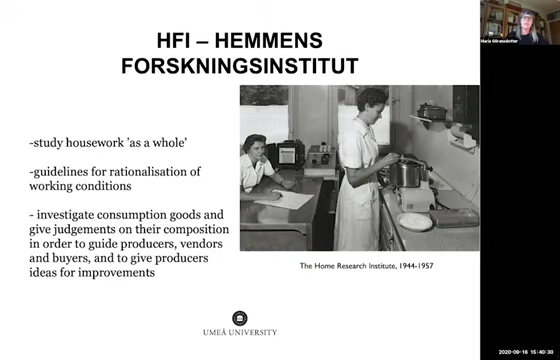 HFI – HEMMENS
FORSKNINGSINSTITUT
-study housework 'as a whole'
-guidelines for rationalisation of
working conditions
- investigate consumption goods and
give judgements on their composition
in order to guide producers, vendors
and buyers, and to give producers
ideas for improvements
The Home Research Institute, 1944-1957
UMEÅ UNIVERSITY
Maria Göransdotter
2020-09-16 15:40:30